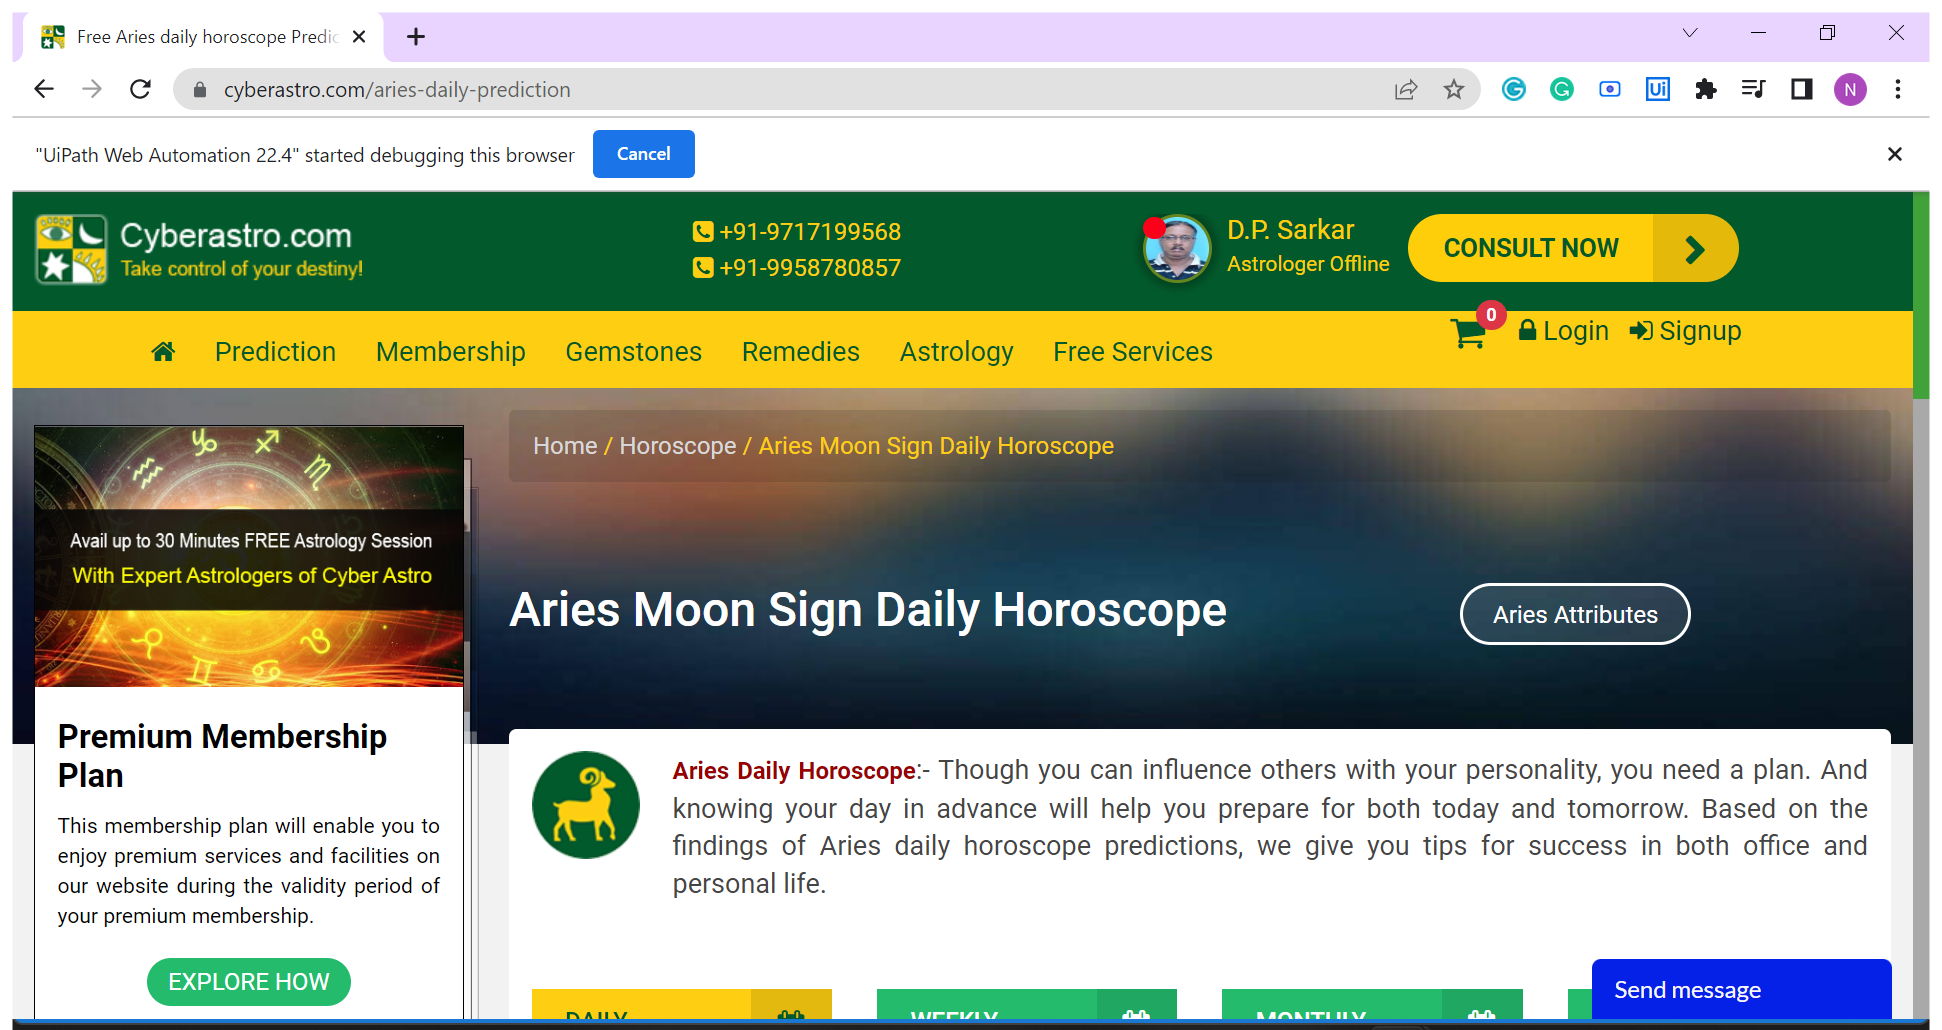 Free Aries daily horoscope Predic
cyberastro.com/aries-daily-prediction
Ui
N
"UiPath Web Automation 22.4" started debugging this browser
Cancel
Cyberastro.com
Take control of your destiny!
+91-9717199568
+91-9958780857
D.P. Sarkar
Astrologer Offline
CONSULT NOW
Prediction
Membership
Gemstones
Remedies
Astrology
Free Services
0
Login
Signup
Avail up to 30 Minutes FREE Astrology Session
With Expert Astrologers of Cyber Astro
Premium Membership
Plan
This membership plan will enable you to
enjoy premium services and facilities on
our website during the validity period of
your premium membership.
EXPLORE HOW
Home / Horoscope / Aries Moon Sign Daily Horoscope
Aries Moon Sign Daily Horoscope
Aries Attributes
Aries Daily Horoscope:- Though you can influence others with your personality, you need a plan. And
knowing your day in advance will help you prepare for both today and tomorrow. Based on the
findings of Aries daily horoscope predictions, we give you tips for success in both office and
personal life.
DAILY
WEEKLY
MONTHLY
Send message